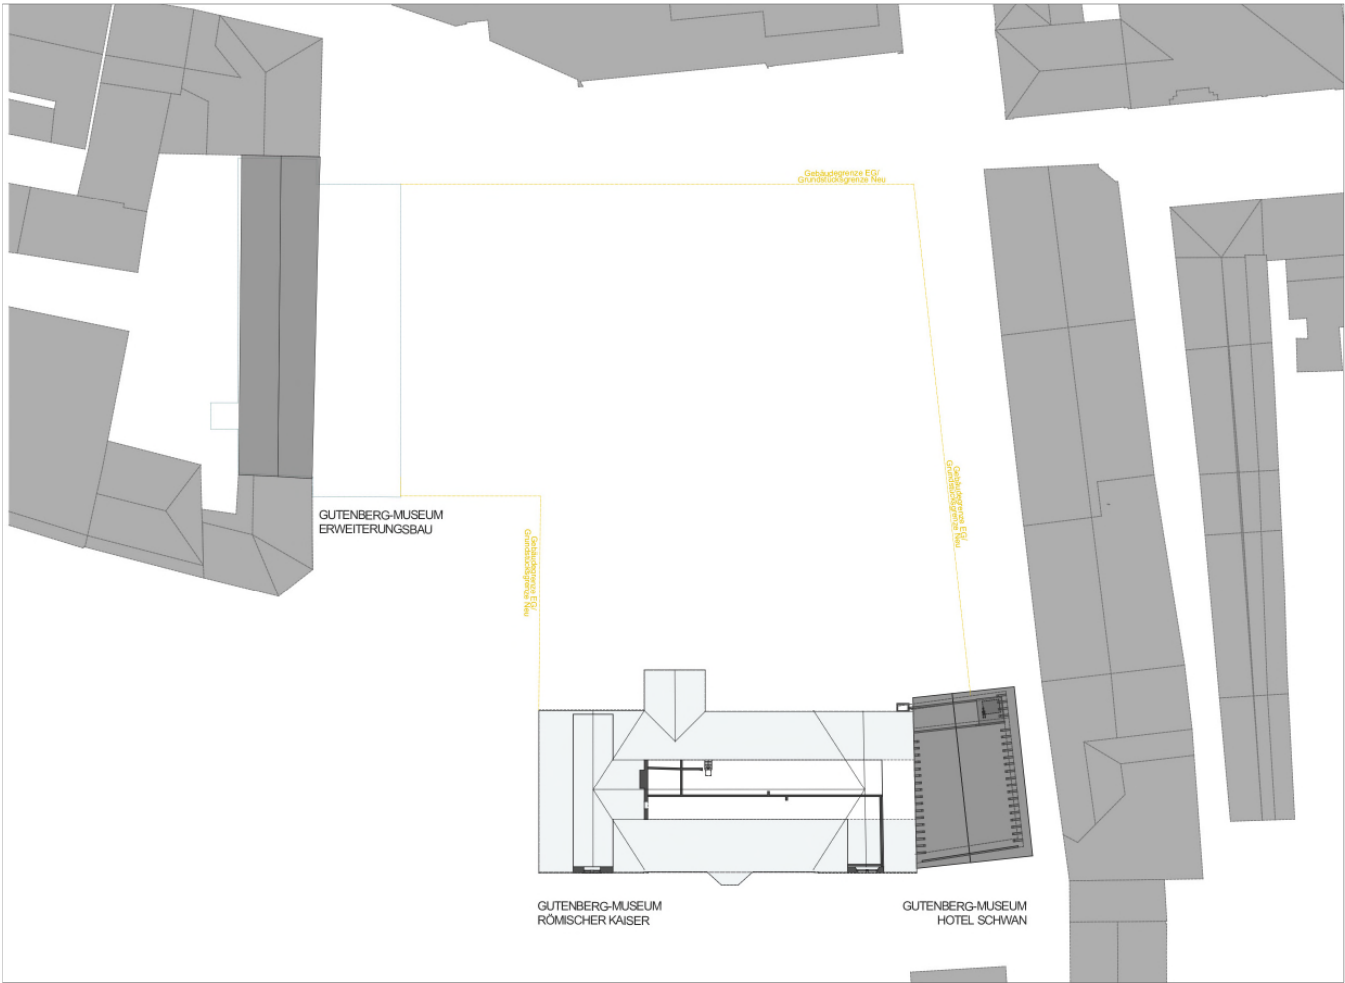 Gebäudegrenze EG/
Grundstücksgrenze Neu
Gebäudegrenze EG/
Grundstücksgrenze Neu
GUTENBERG-MUSEUM
ERWEITERUNGSBAU
Gebäudegrenze EG/
Grundstücksgrenze Neu
GUTENBERG-MUSEUM
RÖMISCHER KAISER
GUTENBERG-MUSEUM
HOTEL SCHWAN